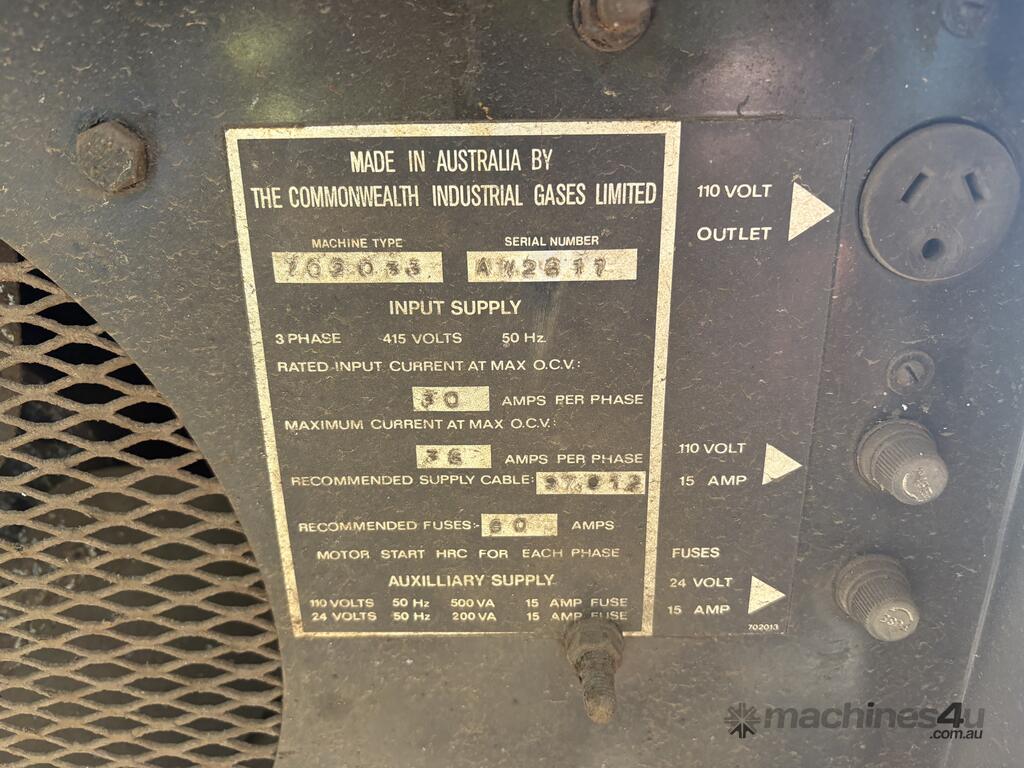 MADE IN AUSTRALIA BY
THE COMMONWEALTH INDUSTRIAL GASES LIMITED
MACHINE TYPE SERIAL NUMBER
702033
INPUT SUPPLY
3 PHASE 415 VOLTS 50 Hz.
RATED INPUT CURRENT AT MAX O.C.V:
30 AMPS PER PHASE
MAXIMUM CURRENT AT MAX O.C.V:
36 AMPS PER PHASE
RECOMMENDED SUPPLY CABLE:
RECOMMENDED FUSES:- 60 AMPS
MOTOR START HRC FOR EACH PHASE
AUXILLIARY SUPPLY
110 VOLTS 50 Hz 500 VA 15 AMP FUSE
24 VOLTS 50 Hz 200 VA 15 AMP FUSE
110 VOLT
OUTLET
110 VOLT
15 AMP
FUSES
24 VOLT
15 AMP
702013
machines4u
.com.au